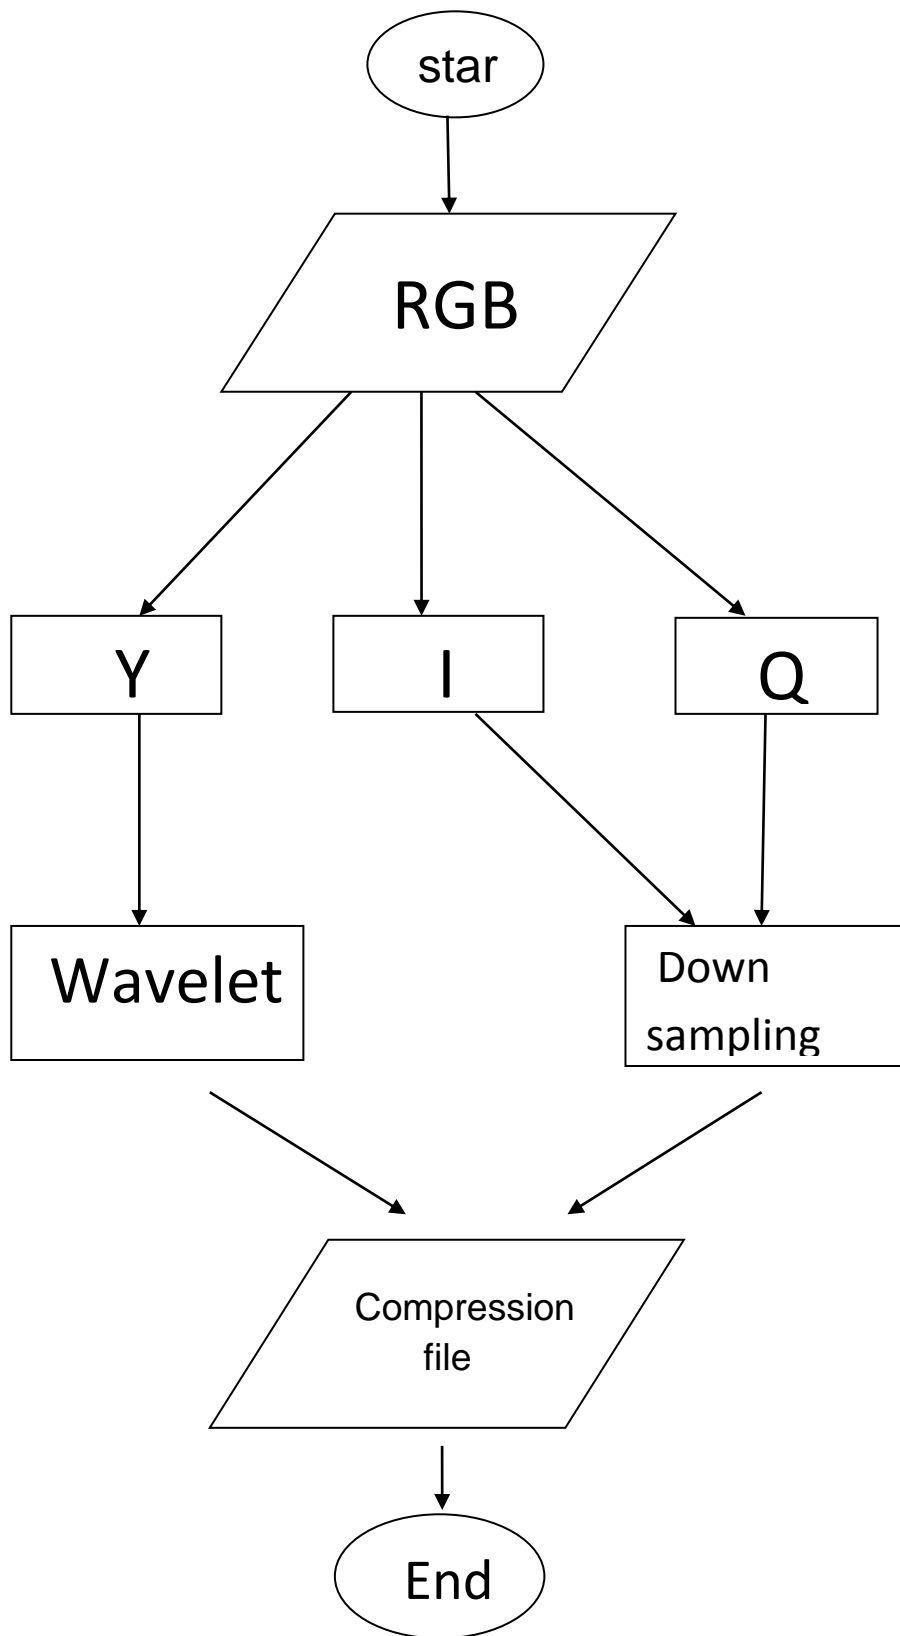 star
RGB
Y
I
Q
Wavelet
Down
sampling
Compression
file
End